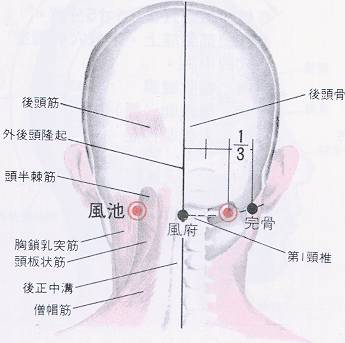 後頭筋
外後頭隆起
頭半棘筋
風池
胸鎖乳突筋
頭板状筋
後正中溝
僧帽筋
後頭骨
1/3
風府
完骨
第1頸椎